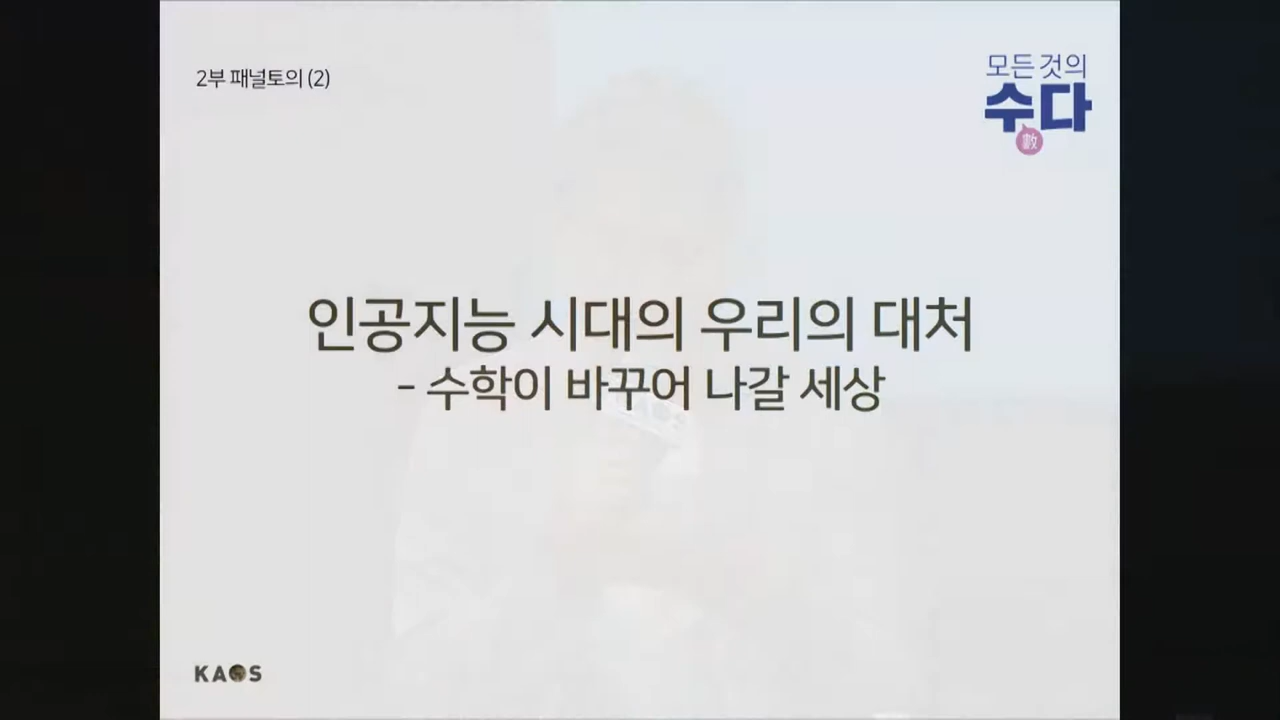 2부 패널토의 (2)
모든 것의
수다
數
인공지능 시대의 우리의 대처
- 수학이 바꾸어 나갈 세상
KAOS